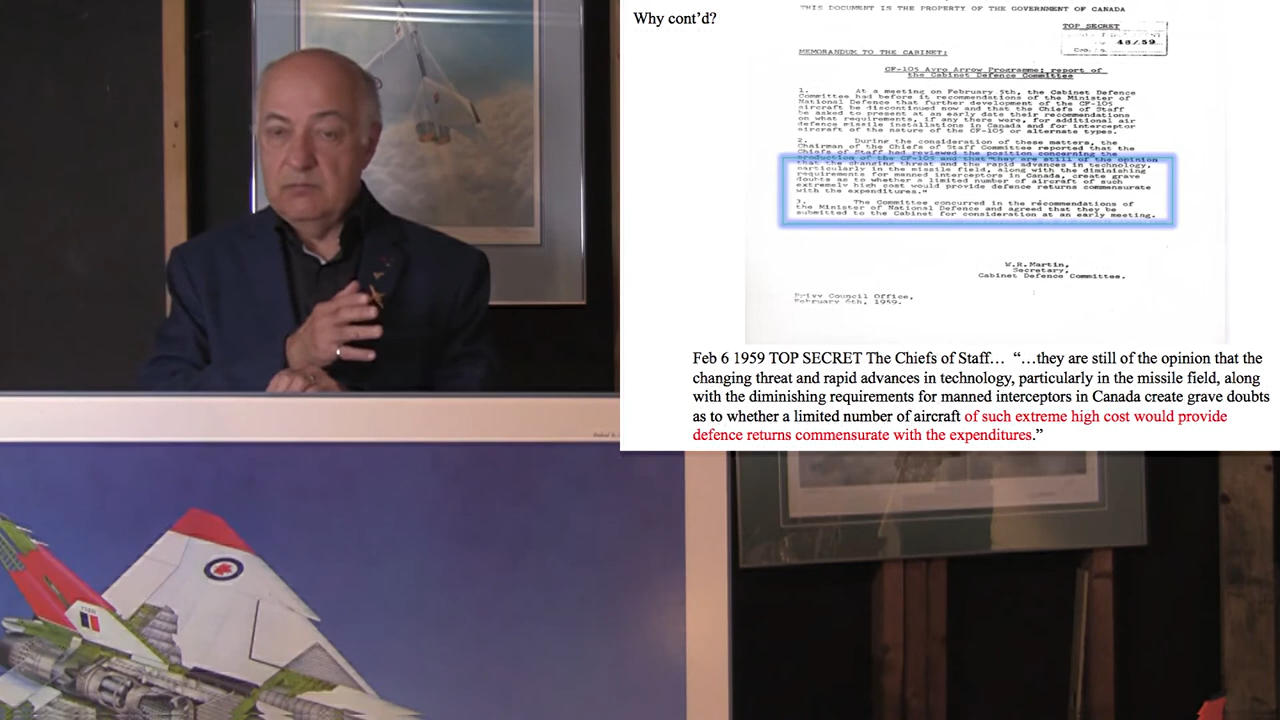 Why cont’d?
THIS DOCUMENT IS THE PROPERTY OF THE GOVERNMENT OF CANADA
TOP SECRET
48/59
MEMORANDUM TO THE CABINET:
CF-105 Avro Arrow Programme; report of
the Cabinet Defence Committee
1. At a meeting on February 5th, the Cabinet Defence
Committee had before it recommendations of the Minister of
National Defence that further development of the CF-105
aircraft be discontinued now and that the Chiefs of Staff
be asked to present at an early date their recommendations
on what requirements, if any there were, for additional air
defence missile installations in Canada and for interceptor
aircraft of the nature of the CF-105 or alternate types.
2. During the consideration of these matters, the
Chairman of the Chiefs of Staff Committee reported that the
Chiefs of Staff had reviewed the position concerning the
production of the CF-105 and that "they are still of the opinion
that the changing threat and the rapid advances in technology,
particularly in the missile field, along with the diminishing
requirements for manned interceptors in Canada, create grave
doubts as to whether a limited number of aircraft of such
extremely high cost would provide defence returns commensurate
with the expenditures."
3. The Committee concurred in the recommendations of
the Minister of National Defence and agreed that they be
submitted to the Cabinet for consideration at an early meeting.
W.R. Martin,
Secretary,
Cabinet Defence Committee.
Privy Council Office,
February 6th, 1959.
Feb 6 1959 TOP SECRET The Chiefs of Staff… “…they are still of the opinion that the
changing threat and rapid advances in technology, particularly in the missile field, along
with the diminishing requirements for manned interceptors in Canada create grave doubts
as to whether a limited number of aircraft of such extreme high cost would provide
defence returns commensurate with the expenditures.”